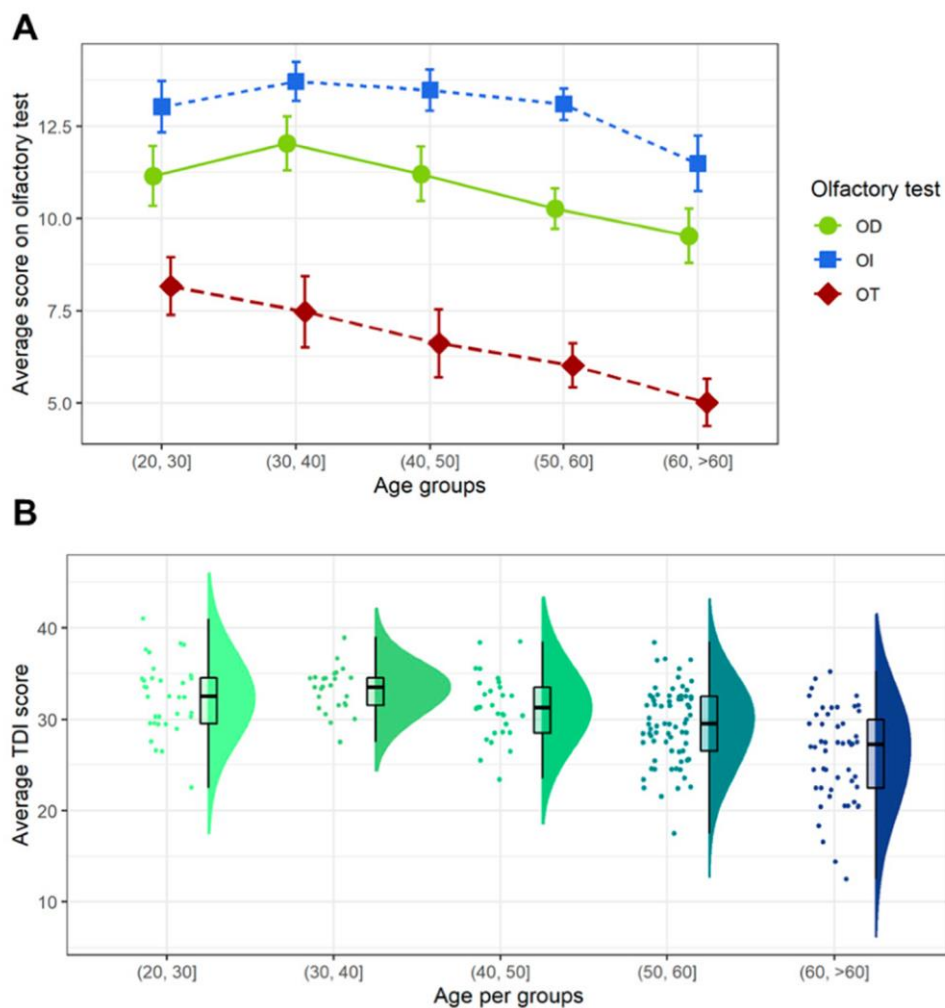 A
Average score on olfactory test
12.5
10.0
7.5
5.0
(20, 30] (30, 40] (40, 50] (50, 60] (60, >60]
Age groups
Olfactory test
OD
OI
OT
B
Average TDI score
40
30
20
10
(20, 30] (30, 40] (40, 50] (50, 60] (60, >60]
Age per groups